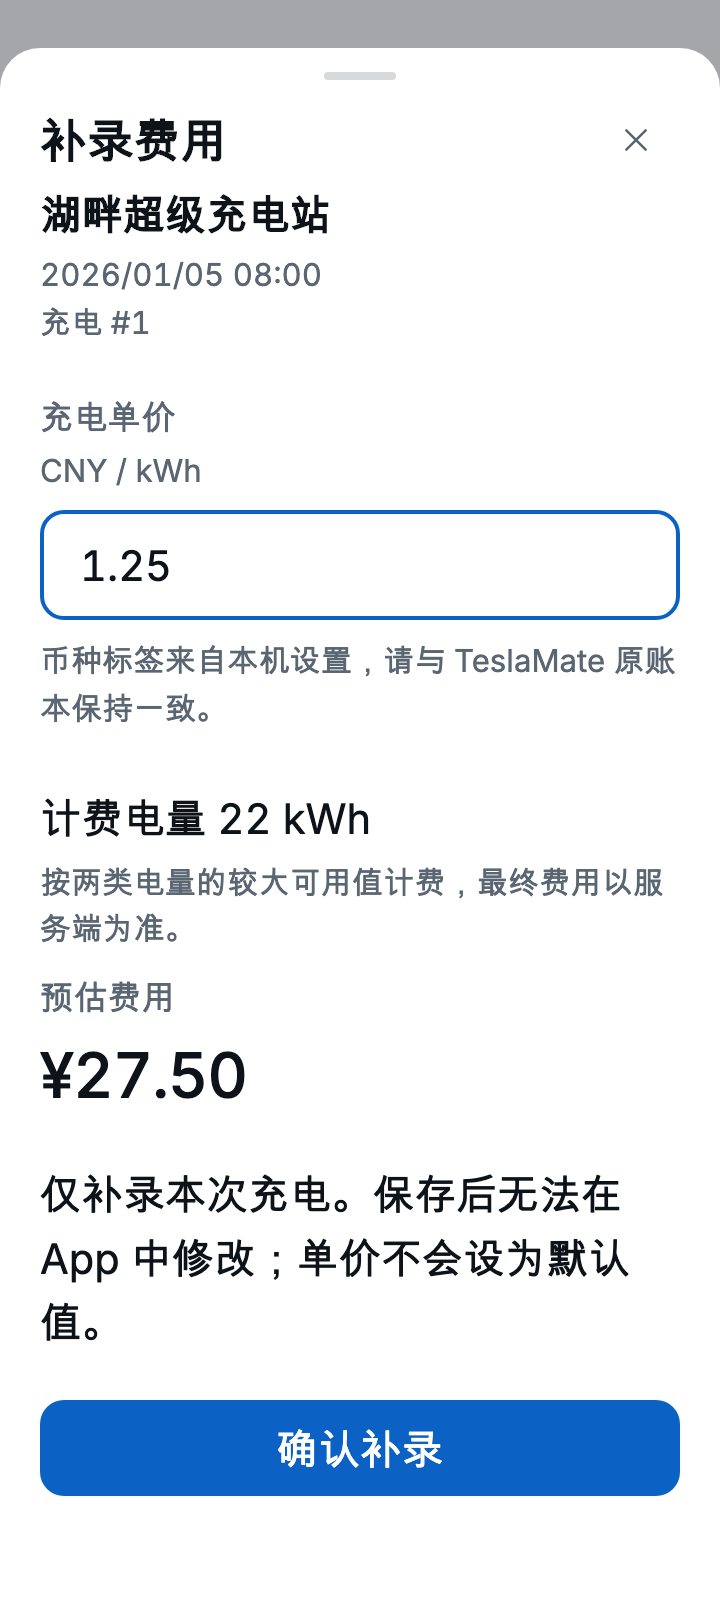 补录费用
湖畔超级充电站
2026/01/05 08:00
充电 #1
充电单价
CNY / kWh
1.25
币种标签来自本机设置，请与 TeslaMate 原账
本保持一致。
计费电量 22 kWh
按两类电量的较大可用值计费，最终费用以服
务端为准。
预估费用
¥27.50
仅补录本次充电。保存后无法在
App 中修改；单价不会设为默认
值。
确认补录